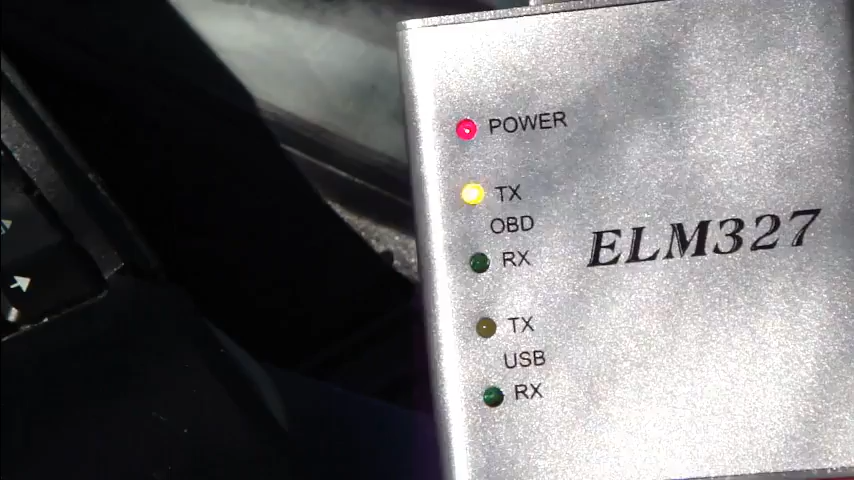 POWER
TX
OBD
RX
ELM327
TX
USB
RX